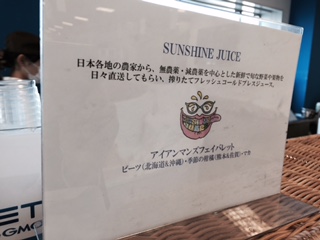 SUNSHINE JUICE
日本各地の農家から、無農薬・減農薬を中心とした新鮮で旬な野菜や果物を
日々直送してもらい、搾りたてフレッシュコールドプレスジュース。
アイアンマンズフェイバレット
ビーツ(北海道&沖縄)・季節の柑橘(熊本&佐賀)・生
ET
GMO